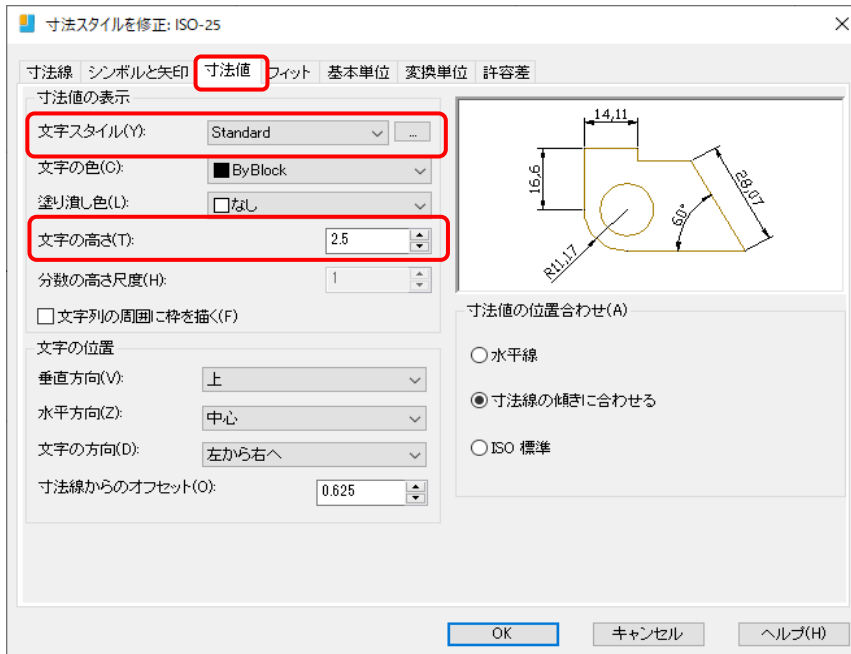 寸法スタイルを修正: ISO-25
寸法線 シンボルと矢印 寸法値 フィット 基本単位 変換単位 許容差
寸法値の表示
文字スタイル(Y): Standard ...
文字の色(C): ByBlock
塗り潰し色(L): なし
文字の高さ(T): 2.5
分数の高さ尺度(H): 1
文字列の周囲に枠を描く(F)
文字の位置
垂直方向(V): 上
水平方向(Z): 中心
文字の方向(D): 左から右へ
寸法線からのオフセット(O): 0.625
14,11
16,6
28,07
60°
R11,17
寸法値の位置合わせ(A)
水平線
寸法線の傾きに合わせる
ISO 標準
OK キャンセル ヘルプ(H)